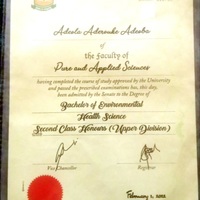 Adeola Aderonke Adeoba
of
the Faculty of
Pure and Applied Sciences
having completed the course of study approved by the University
and passed the prescribed examinations has, this day,
been admitted by the Senate to the Degree of
Bachelor of Environmental
Health Science
Second Class Honours (Upper Division)
Vice Chancellor
Registrar
February